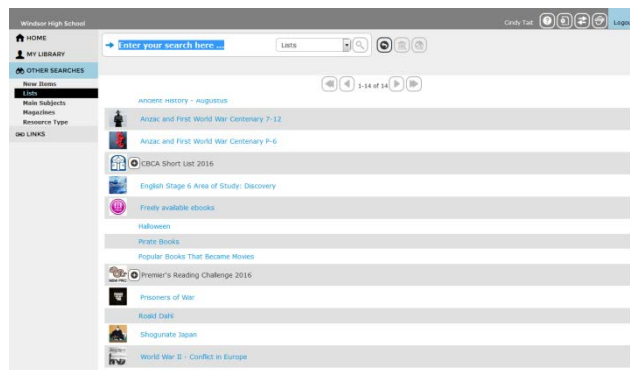 Windsor High School
Cindy Tait
Logou
HOME
MY LIBRARY
OTHER SEARCHES
New Items
Lists
Main Subjects
Magazines
Resource Type
LINKS
Enter your search here ...
Lists
1-14 of 14
Ancient History - Augustus
Anzac and First World War Centenary 7-12
Anzac and First World War Centenary P-6
CBCA Short List 2016
English Stage 6 Area of Study: Discovery
Freely available ebooks
Halloween
Pirate Books
Popular Books That Became Movies
Premier's Reading Challenge 2016
Prisoners of War
Roald Dahl
Shogunate Japan
World War II - Conflict in Europe